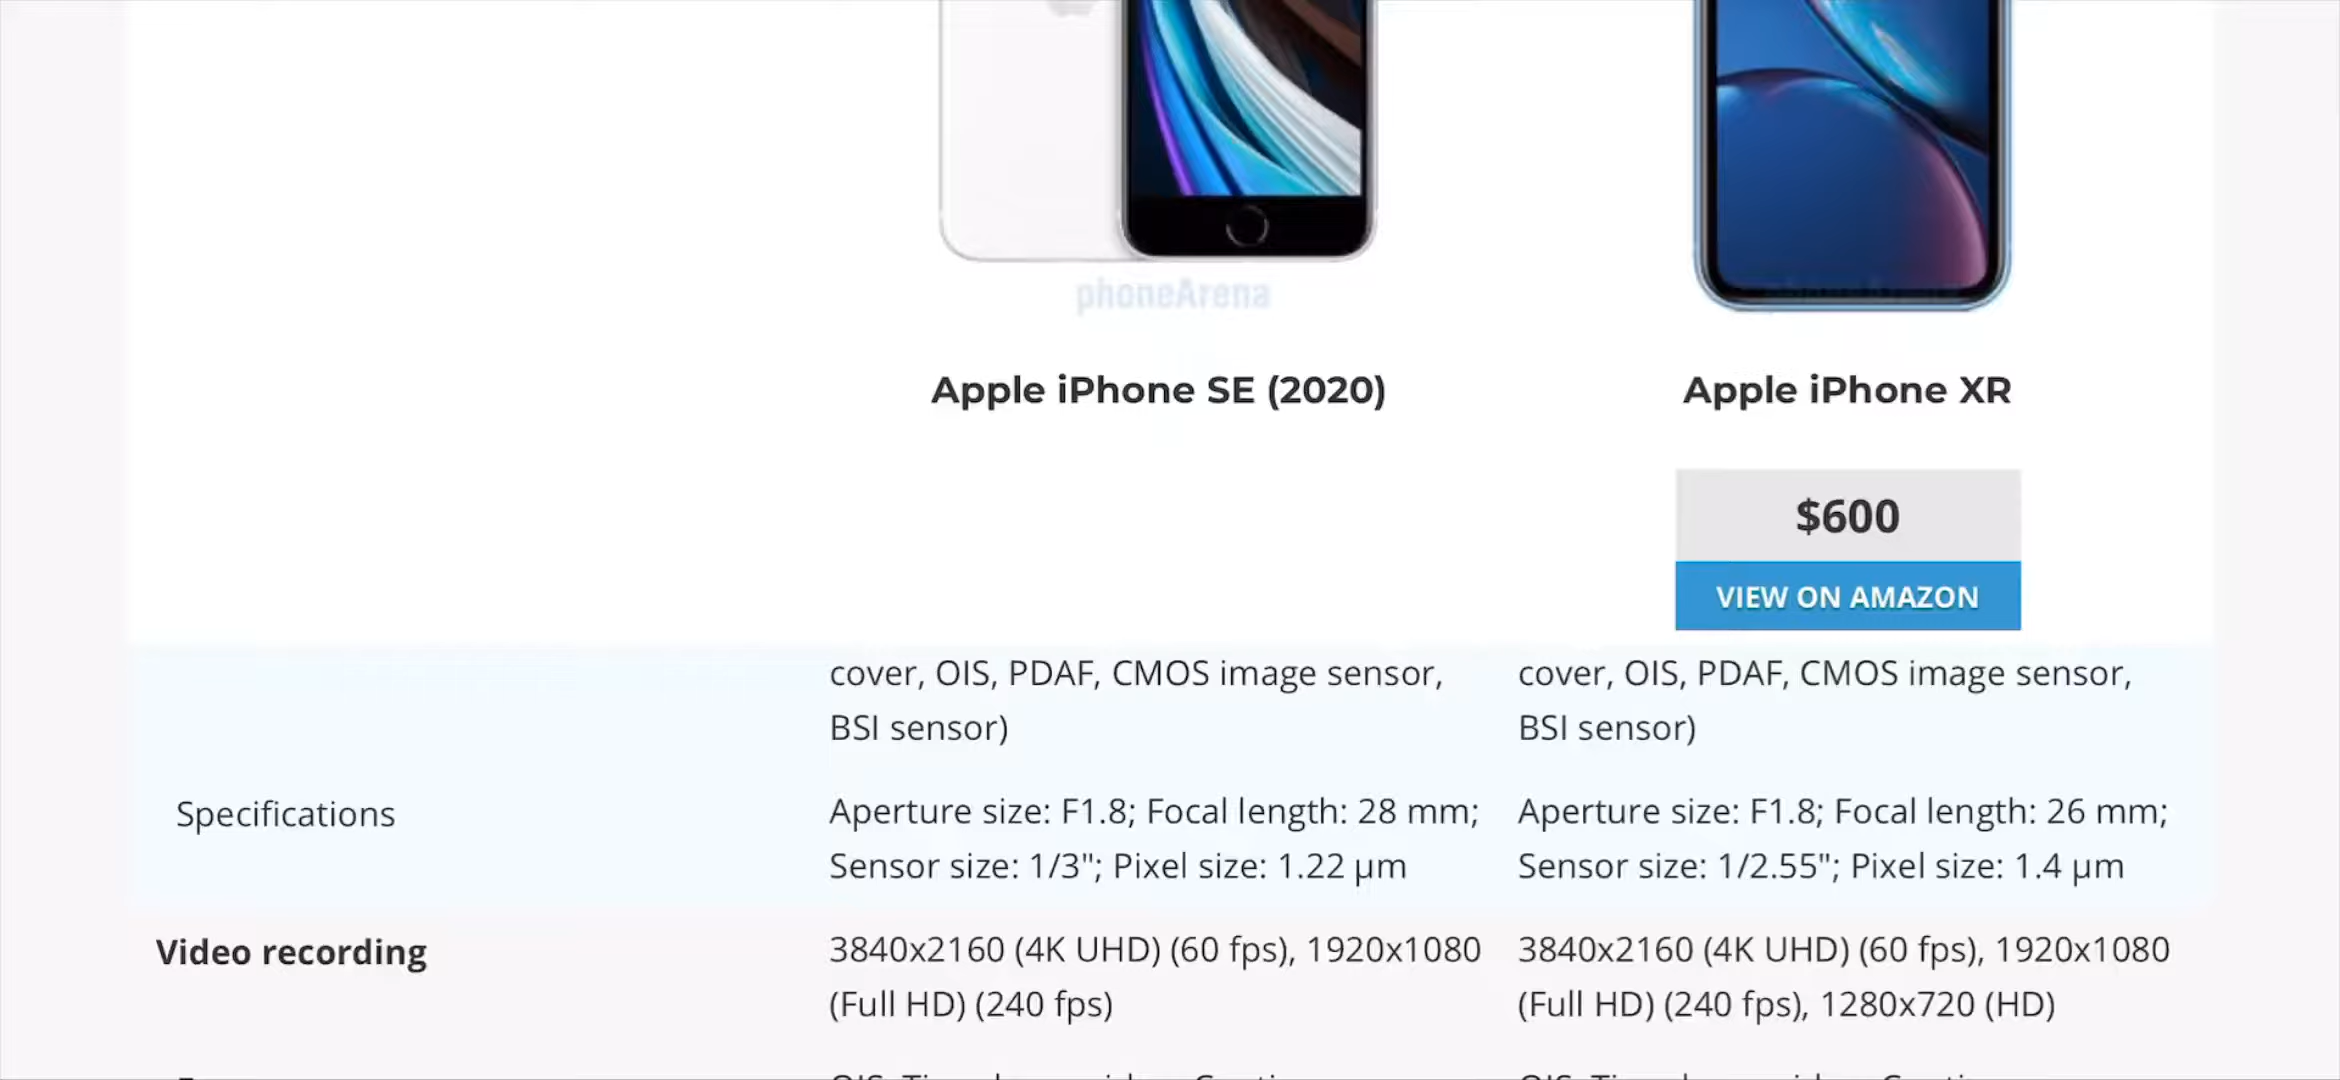 phoneArena
Apple iPhone SE (2020)
Apple iPhone XR
$600
VIEW ON AMAZON
cover, OIS, PDAF, CMOS image sensor,
BSI sensor)
cover, OIS, PDAF, CMOS image sensor,
BSI sensor)
Specifications
Aperture size: F1.8; Focal length: 28 mm;
Sensor size: 1/3"; Pixel size: 1.22 μm
Aperture size: F1.8; Focal length: 26 mm;
Sensor size: 1/2.55"; Pixel size: 1.4 μm
Video recording
3840x2160 (4K UHD) (60 fps), 1920x1080
(Full HD) (240 fps)
3840x2160 (4K UHD) (60 fps), 1920x1080
(Full HD) (240 fps), 1280x720 (HD)